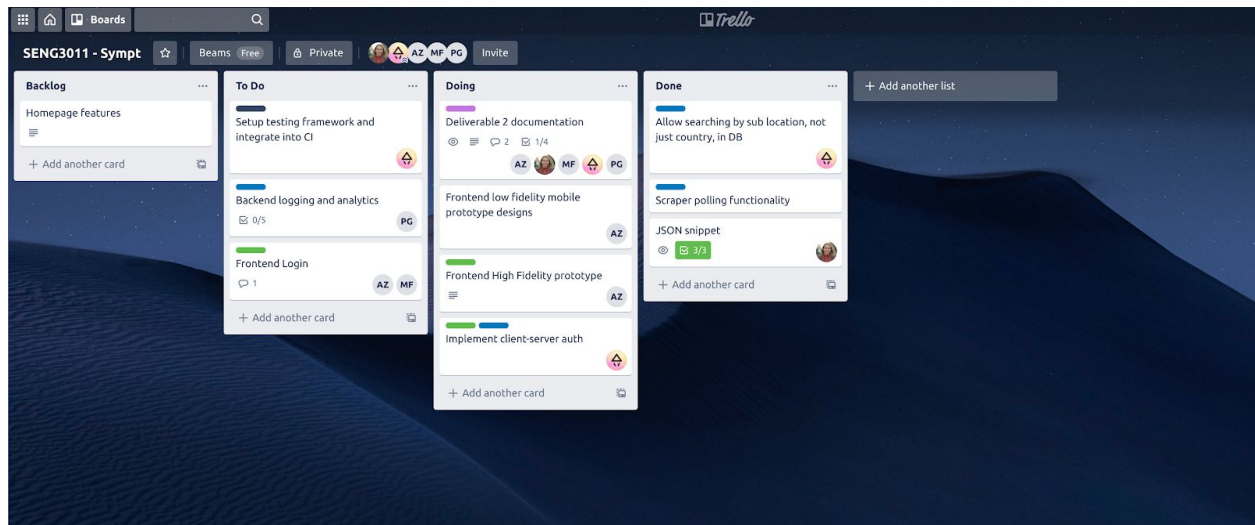 Boards
Trello
SENG3011 - Sympt
Beams Free
Private
AZ MF PG
Invite
Backlog
Homepage features
+ Add another card
To Do
Setup testing framework and
integrate into CI
Backend logging and analytics
0/5
PG
Frontend Login
1
AZ MF
+ Add another card
Doing
Deliverable 2 documentation
2 1/4
AZ MF PG
Frontend low fidelity mobile
prototype designs
AZ
Frontend High Fidelity prototype
AZ
Implement client-server auth
+ Add another card
Done
Allow searching by sub location, not
just country, in DB
Scraper polling functionality
JSON snippet
3/3
+ Add another card
+ Add another list